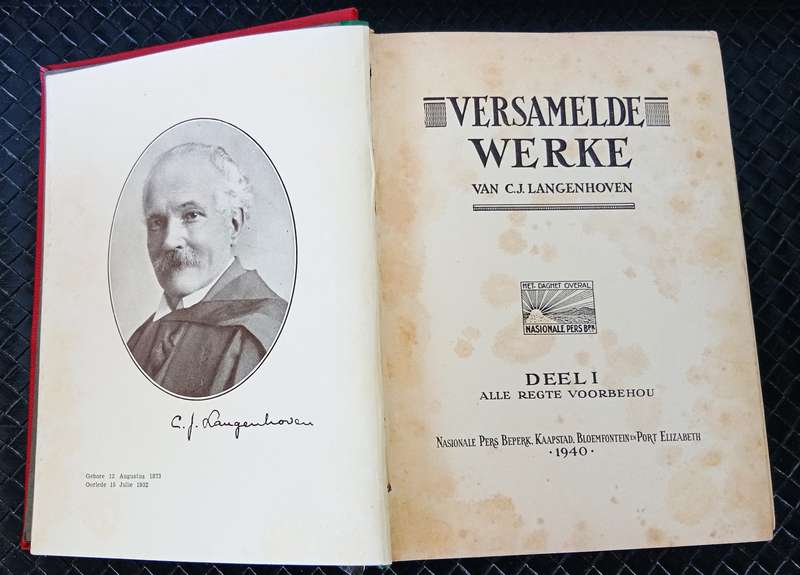 C. J. Langenhoven
Gebore 13 Augustus 1873
Oorlede 15 Julie 1932
VERSAMELDE
WERKE
VAN C.J. LANGENHOVEN
HET DAGHET OVERAL
NASIONALE PERS BPK
DEEL I
ALLE REGTE VOORBEHOU
NASIONALE PERS BEPERK, KAAPSTAD, BLOEMFONTEIN EN PORT ELIZABETH
·1940·